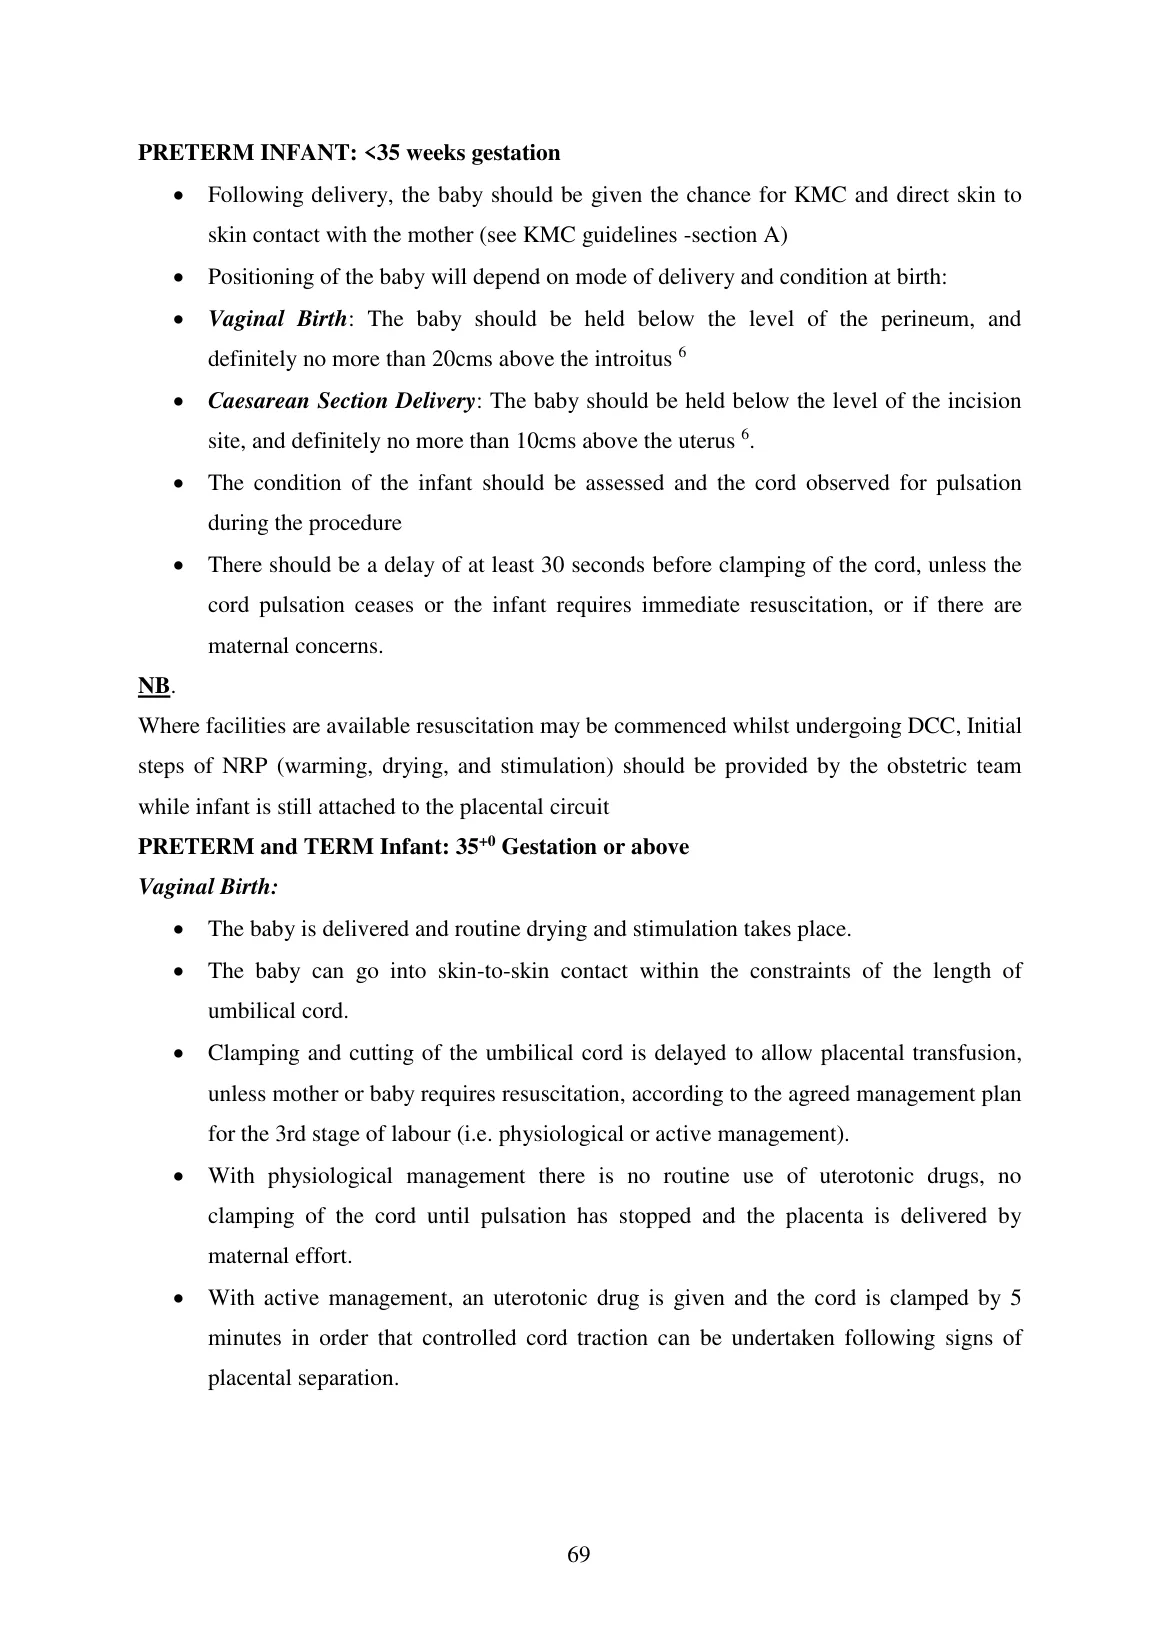 PRETERM INFANT: <35 weeks gestation
• Following delivery, the baby should be given the chance for KMC and direct skin to
skin contact with the mother (see KMC guidelines -section A)
• Positioning of the baby will depend on mode of delivery and condition at birth:
• Vaginal Birth: The baby should be held below the level of the perineum, and
definitely no more than 20cms above the introitus 6
• Caesarean Section Delivery: The baby should be held below the level of the incision
site, and definitely no more than 10cms above the uterus 6.
• The condition of the infant should be assessed and the cord observed for pulsation
during the procedure
• There should be a delay of at least 30 seconds before clamping of the cord, unless the
cord pulsation ceases or the infant requires immediate resuscitation, or if there are
maternal concerns.
NB.
Where facilities are available resuscitation may be commenced whilst undergoing DCC, Initial
steps of NRP (warming, drying, and stimulation) should be provided by the obstetric team
while infant is still attached to the placental circuit
PRETERM and TERM Infant: 35+0 Gestation or above
Vaginal Birth:
• The baby is delivered and routine drying and stimulation takes place.
• The baby can go into skin-to-skin contact within the constraints of the length of
umbilical cord.
• Clamping and cutting of the umbilical cord is delayed to allow placental transfusion,
unless mother or baby requires resuscitation, according to the agreed management plan
for the 3rd stage of labour (i.e. physiological or active management).
• With physiological management there is no routine use of uterotonic drugs, no
clamping of the cord until pulsation has stopped and the placenta is delivered by
maternal effort.
• With active management, an uterotonic drug is given and the cord is clamped by 5
minutes in order that controlled cord traction can be undertaken following signs of
placental separation.
69